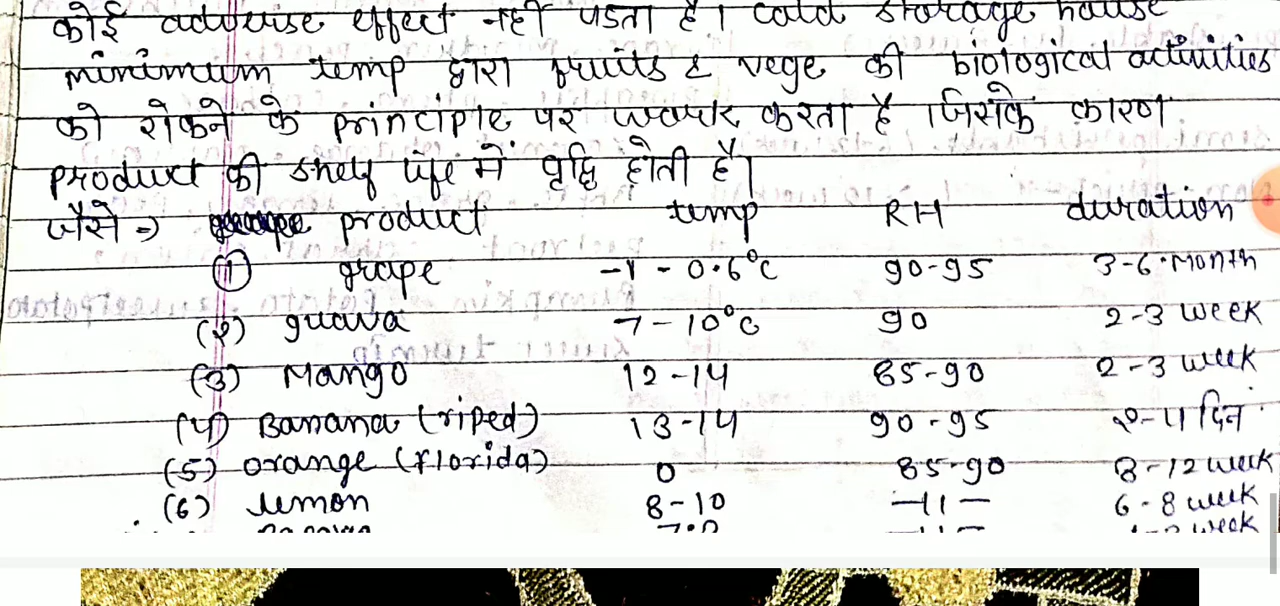 कोई adverse effect नहीं पडता है। cold storage house
minimum temp द्वारा fruits & vege की biological activities
को रोकने के principle पर work करता है जिसके कारण
product की shelf life में वृद्धि होती है।
जैसे ⇒ product temp RH duration
① grape -1 - 0.6°C 90-95 3-6 Month
(२) guava 7-10°C 90 2-3 week
(3) Mango 12-14 85-90 2-3 week
(4) Banana (riped) 13-14 90-95 2-4 दिन
(5) orange (Florida) 0 85-90 8-12 week
(6) lemon 8-10 -11- 6-8 week